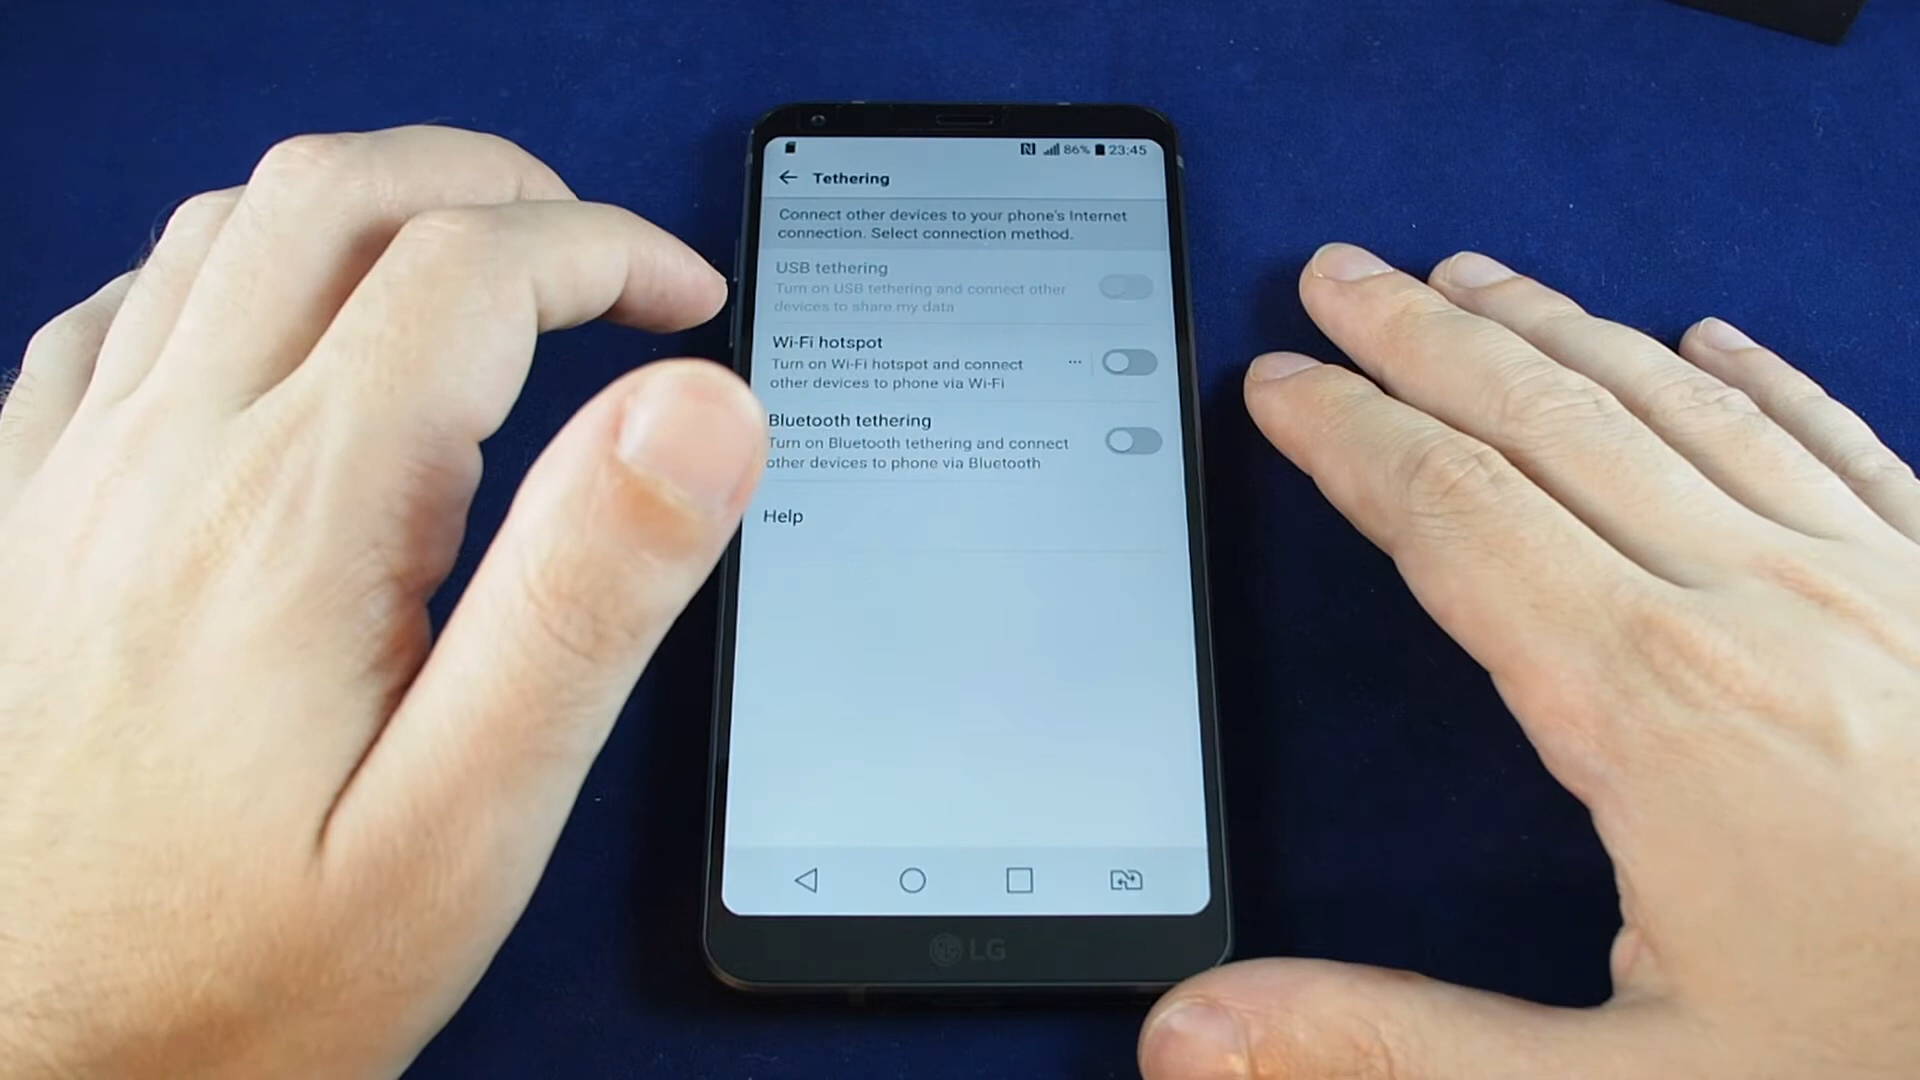 86% 23:45
Tethering
Connect other devices to your phone's Internet
connection. Select connection method.
USB tethering
Turn on USB tethering and connect other
devices to share my data
Wi-Fi hotspot
Turn on Wi-Fi hotspot and connect
other devices to phone via Wi-Fi
Bluetooth tethering
Turn on Bluetooth tethering and connect
other devices to phone via Bluetooth
Help
LG